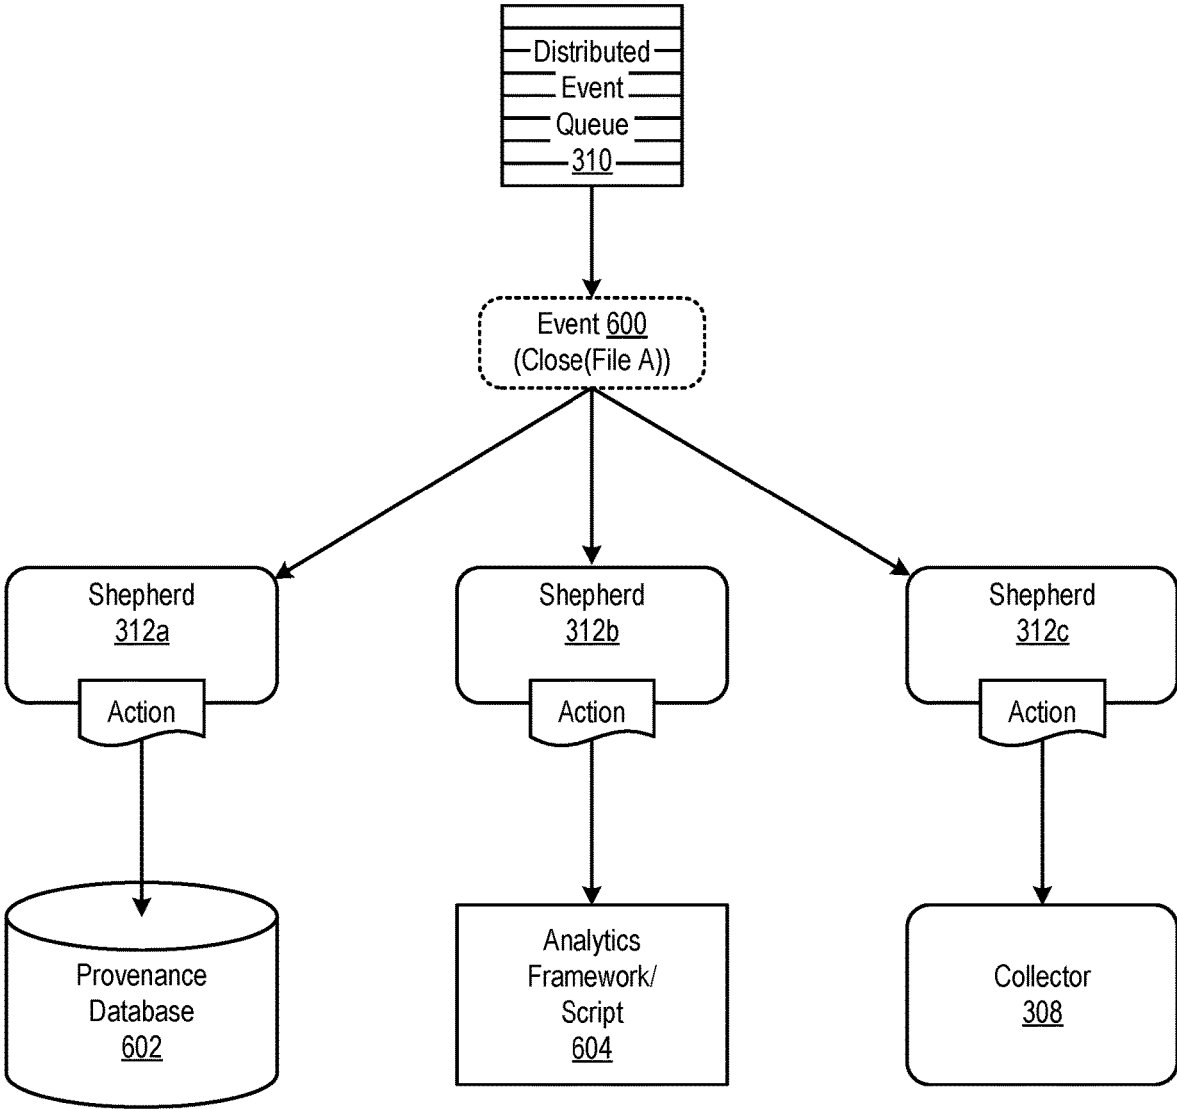 Distributed
Event
Queue
310
Event 600
(Close(File A))
Shepherd
312a
Action
Shepherd
312b
Action
Shepherd
312c
Action
Provenance
Database
602
Analytics
Framework/
Script
604
Collector
308